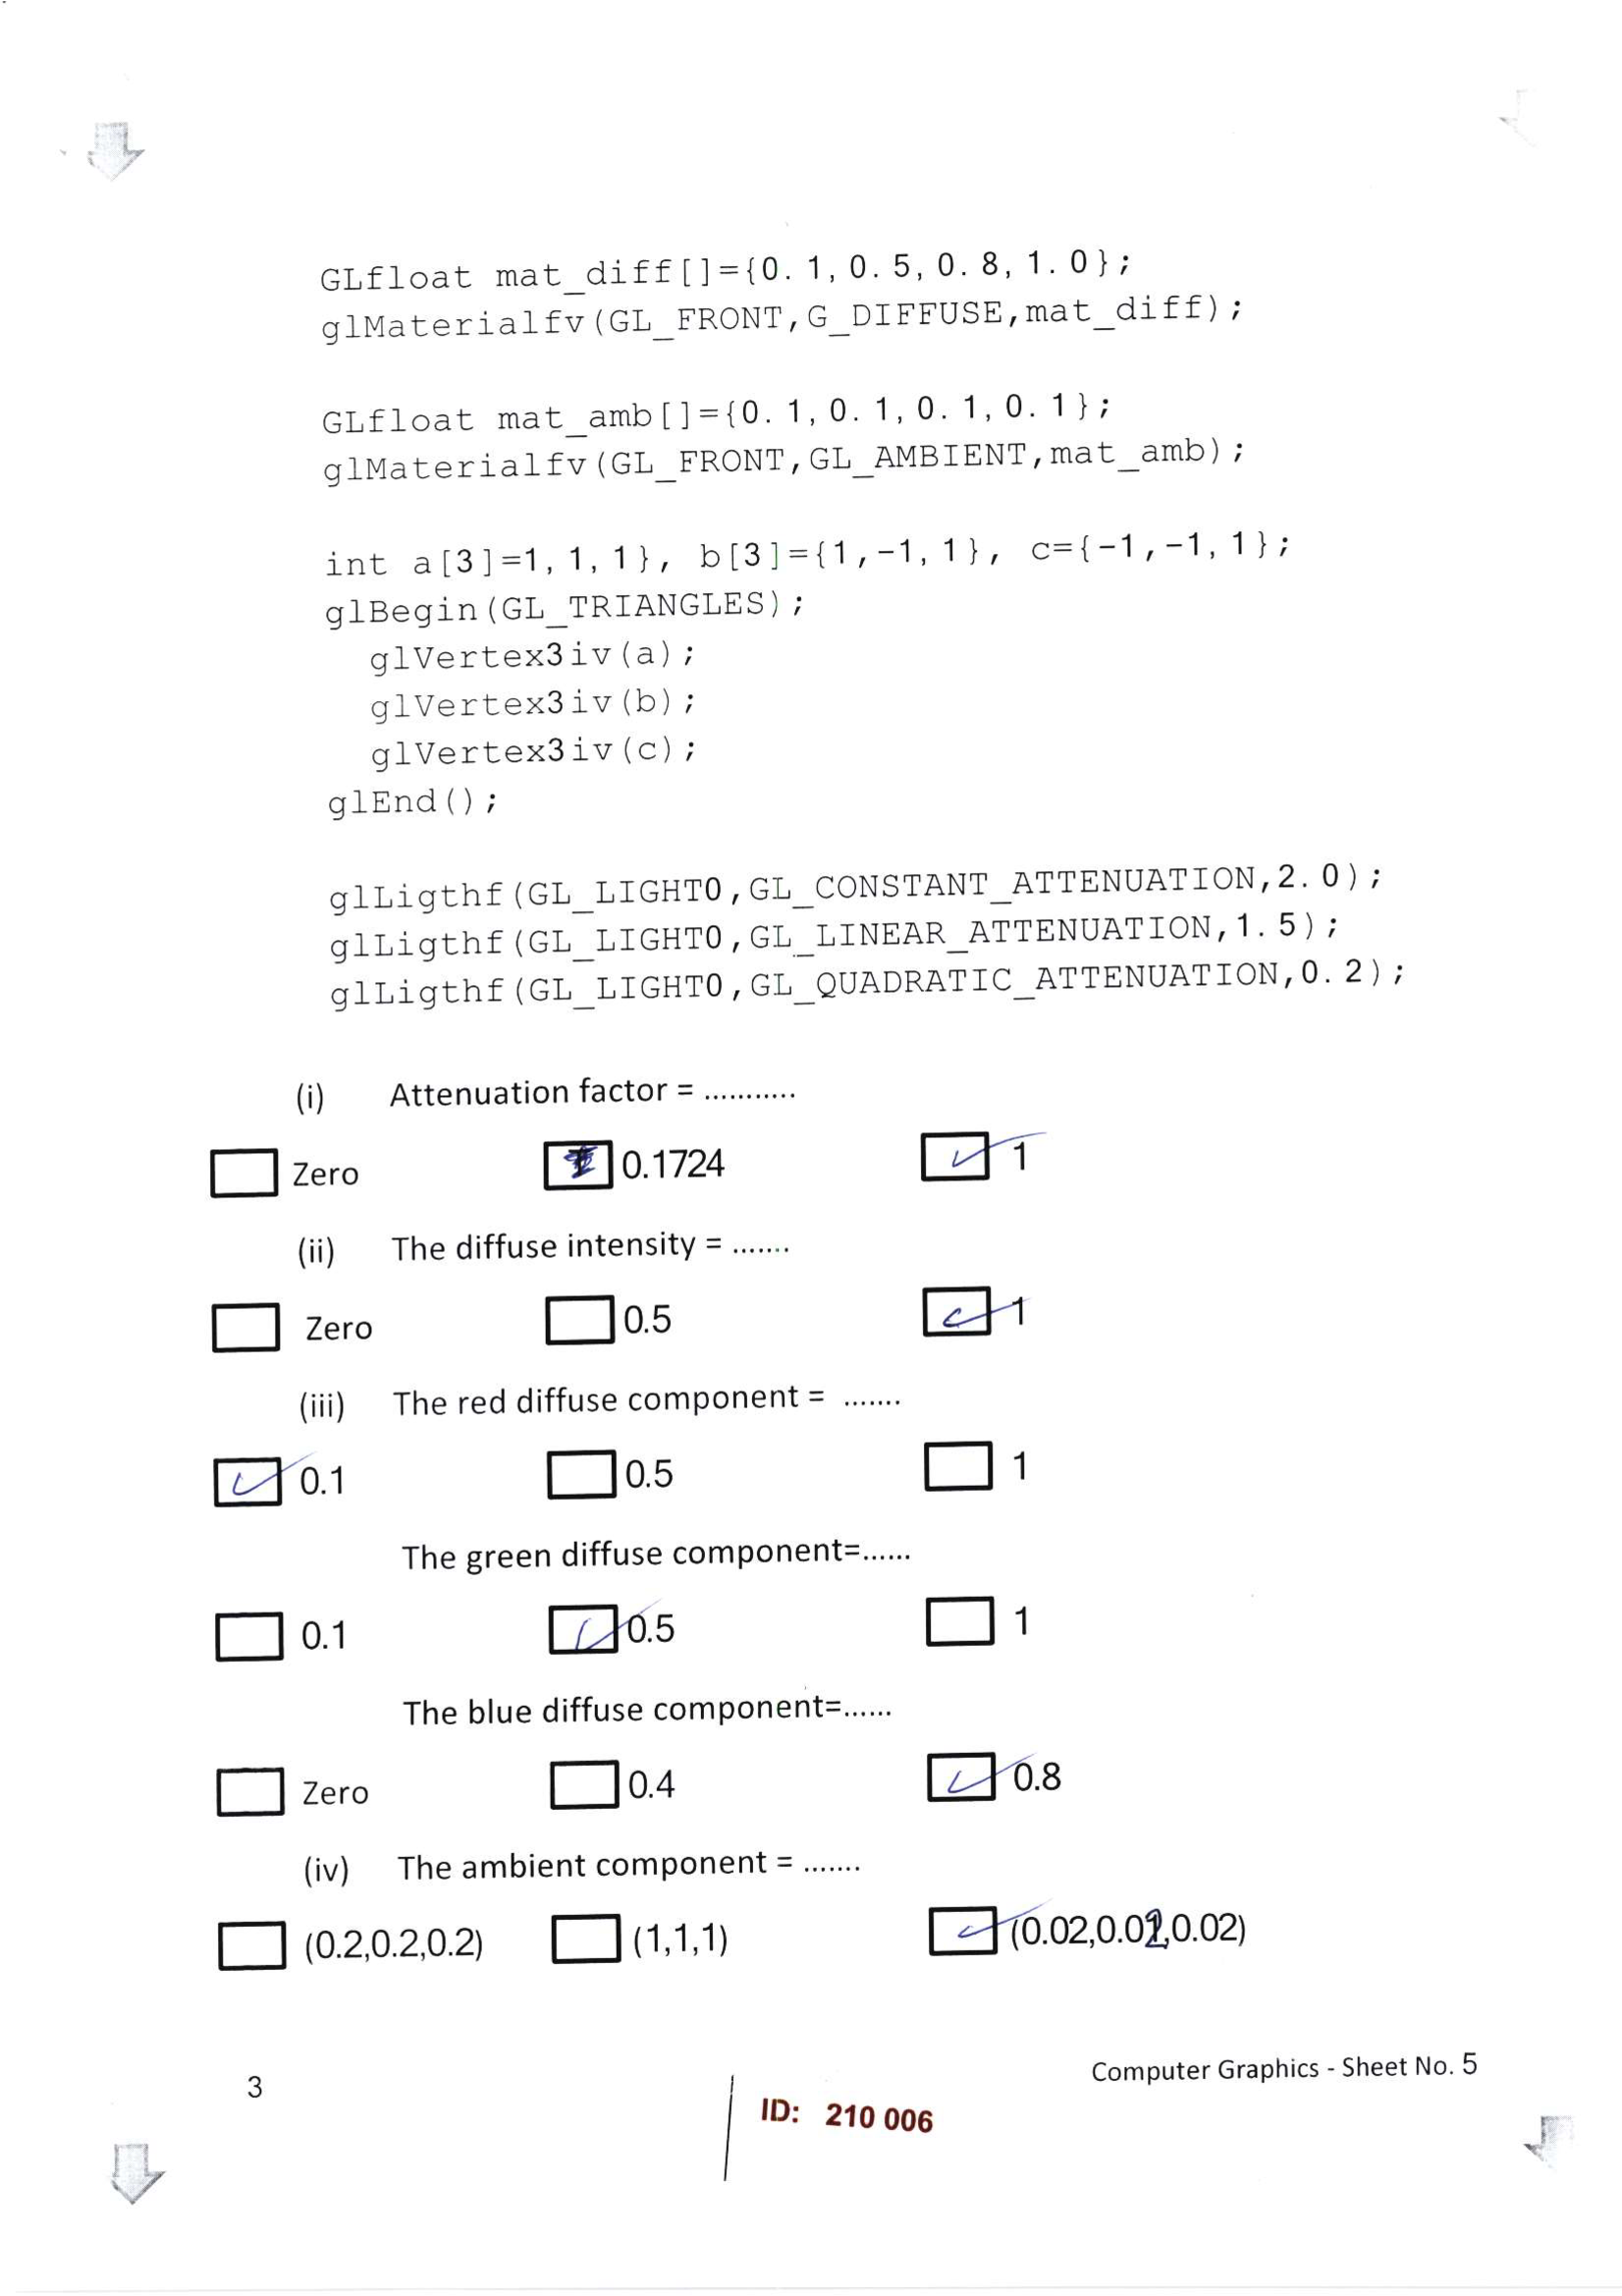 GLfloat mat_diff[]={0.1,0.5,0.8,1.0};
glMaterialfv(GL_FRONT,G_DIFFUSE,mat_diff);
GLfloat mat_amb[]={0.1,0.1,0.1,0.1};
glMaterialfv(GL_FRONT,GL_AMBIENT,mat_amb);
int a[3]=1,1,1}, b[3]={1,-1,1}, c={-1,-1,1};
glBegin(GL_TRIANGLES);
glVertex3iv(a);
glVertex3iv(b);
glVertex3iv(c);
glEnd();
glLigthf(GL_LIGHT0,GL_CONSTANT_ATTENUATION,2.0);
glLigthf(GL_LIGHT0,GL_LINEAR_ATTENUATION,1.5);
glLigthf(GL_LIGHT0,GL_QUADRATIC_ATTENUATION,0.2);
(i) Attenuation factor = ...........
Zero 0.1724 1
(ii) The diffuse intensity = .......
Zero 0.5 1
(iii) The red diffuse component = .......
0.1 0.5 1
The green diffuse component=......
0.1 0.5 1
The blue diffuse component=......
Zero 0.4 0.8
(iv) The ambient component = .......
(0.2,0.2,0.2) (1,1,1) (0.02,0.02,0.02)
3 Computer Graphics - Sheet No. 5
ID: 210 006